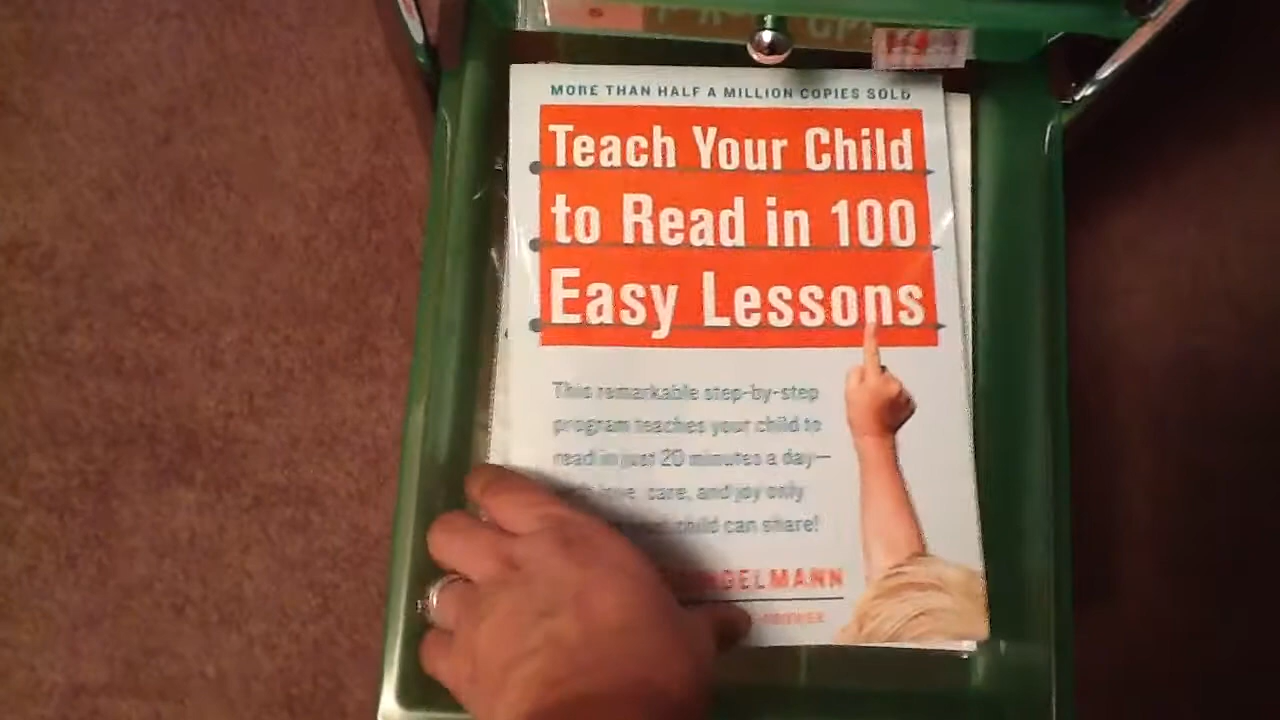 MORE THAN HALF A MILLION COPIES SOLD
Teach Your Child
to Read in 100
Easy Lessons
This remarkable step-by-step
program teaches your child to
read in just 20 minutes a day—
care, and joy only
child can share!
GELMANN